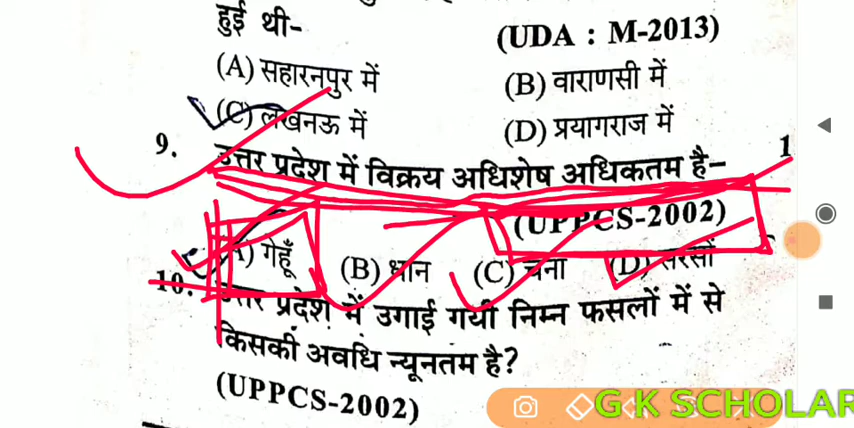 हुई थी-
(UDA : M-2013)
(A) सहारनपुर में (B) वाराणसी में
(C) लखनऊ में (D) प्रयागराज में
9. उत्तर प्रदेश में विक्रय अधिशेष अधिकतम है- 1
(UPPCS-2002)
(A) गेहूँ (B) धान (C) चना (D) सरसों
10. उत्तर प्रदेश में उगाई गयी निम्न फसलों में से
किसकी अवधि न्यूनतम है?
(UPPCS-2002)
G K SCHOLAR